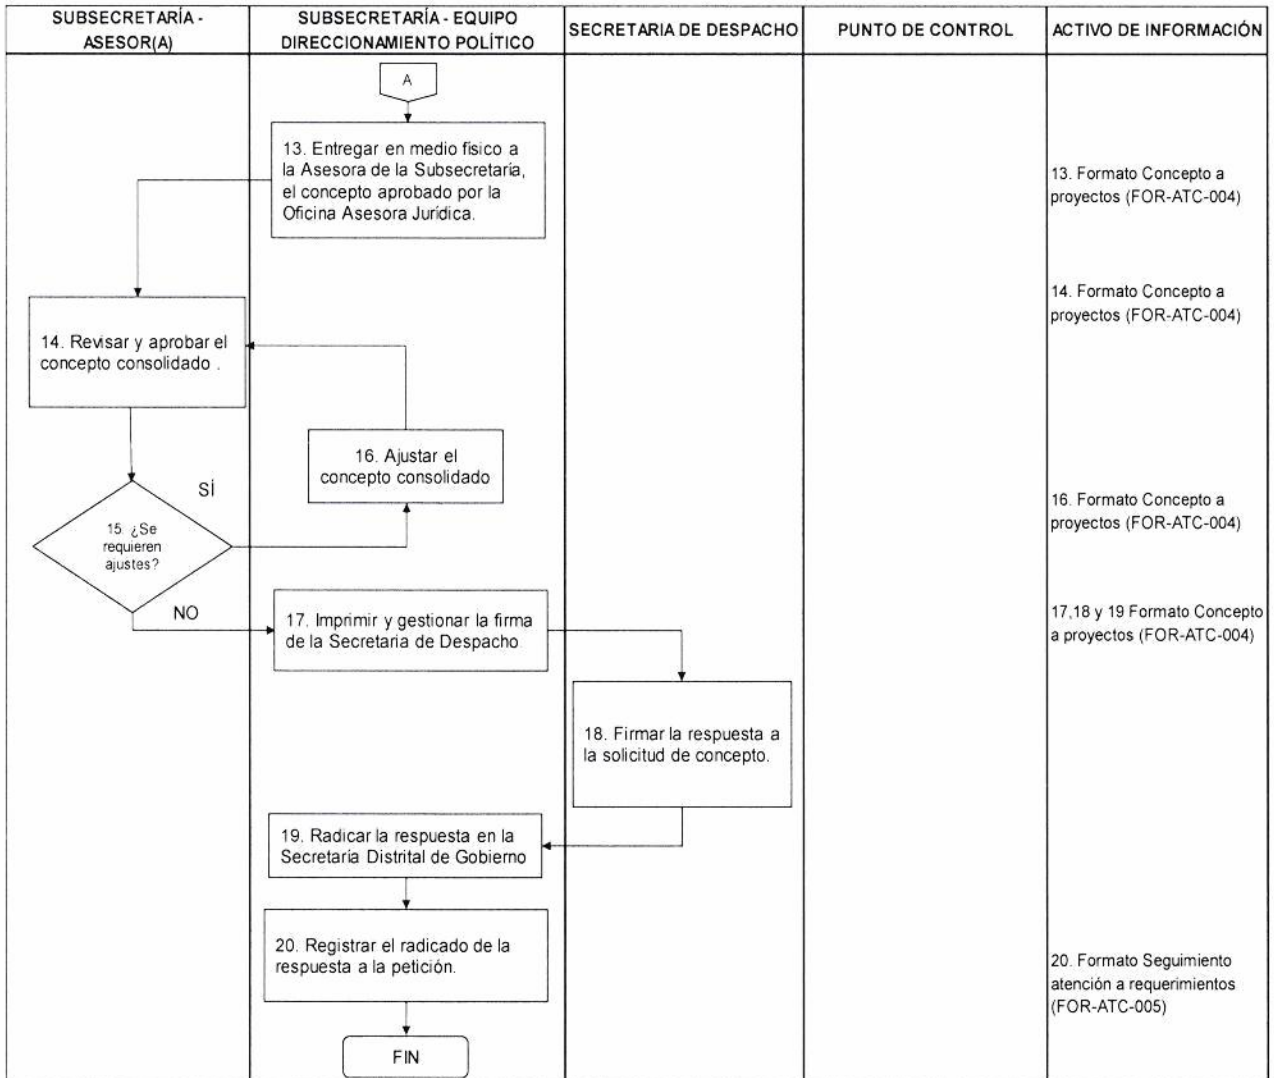 SUBSECRETARÍA -
ASESOR(A)
SUBSECRETARÍA - EQUIPO
DIRECCIONAMIENTO POLÍTICO
SECRETARIA DE DESPACHO
PUNTO DE CONTROL
ACTIVO DE INFORMACIÓN
A
13. Entregar en medio físico a
la Asesora de la Subsecretaría,
el concepto aprobado por la
Oficina Asesora Jurídica.
13. Formato Concepto a
proyectos (FOR-ATC-004)
14. Revisar y aprobar el
concepto consolidado .
14. Formato Concepto a
proyectos (FOR-ATC-004)
15. ¿Se
requieren
ajustes?
SÍ
16. Ajustar el
concepto consolidado
16. Formato Concepto a
proyectos (FOR-ATC-004)
NO
17. Imprimir y gestionar la firma
de la Secretaria de Despacho
17,18 y 19 Formato Concepto
a proyectos (FOR-ATC-004)
18. Firmar la respuesta a
la solicitud de concepto.
19. Radicar la respuesta en la
Secretaría Distrital de Gobierno
20. Registrar el radicado de la
respuesta a la petición.
20. Formato Seguimiento
atención a requerimientos
(FOR-ATC-005)
FIN